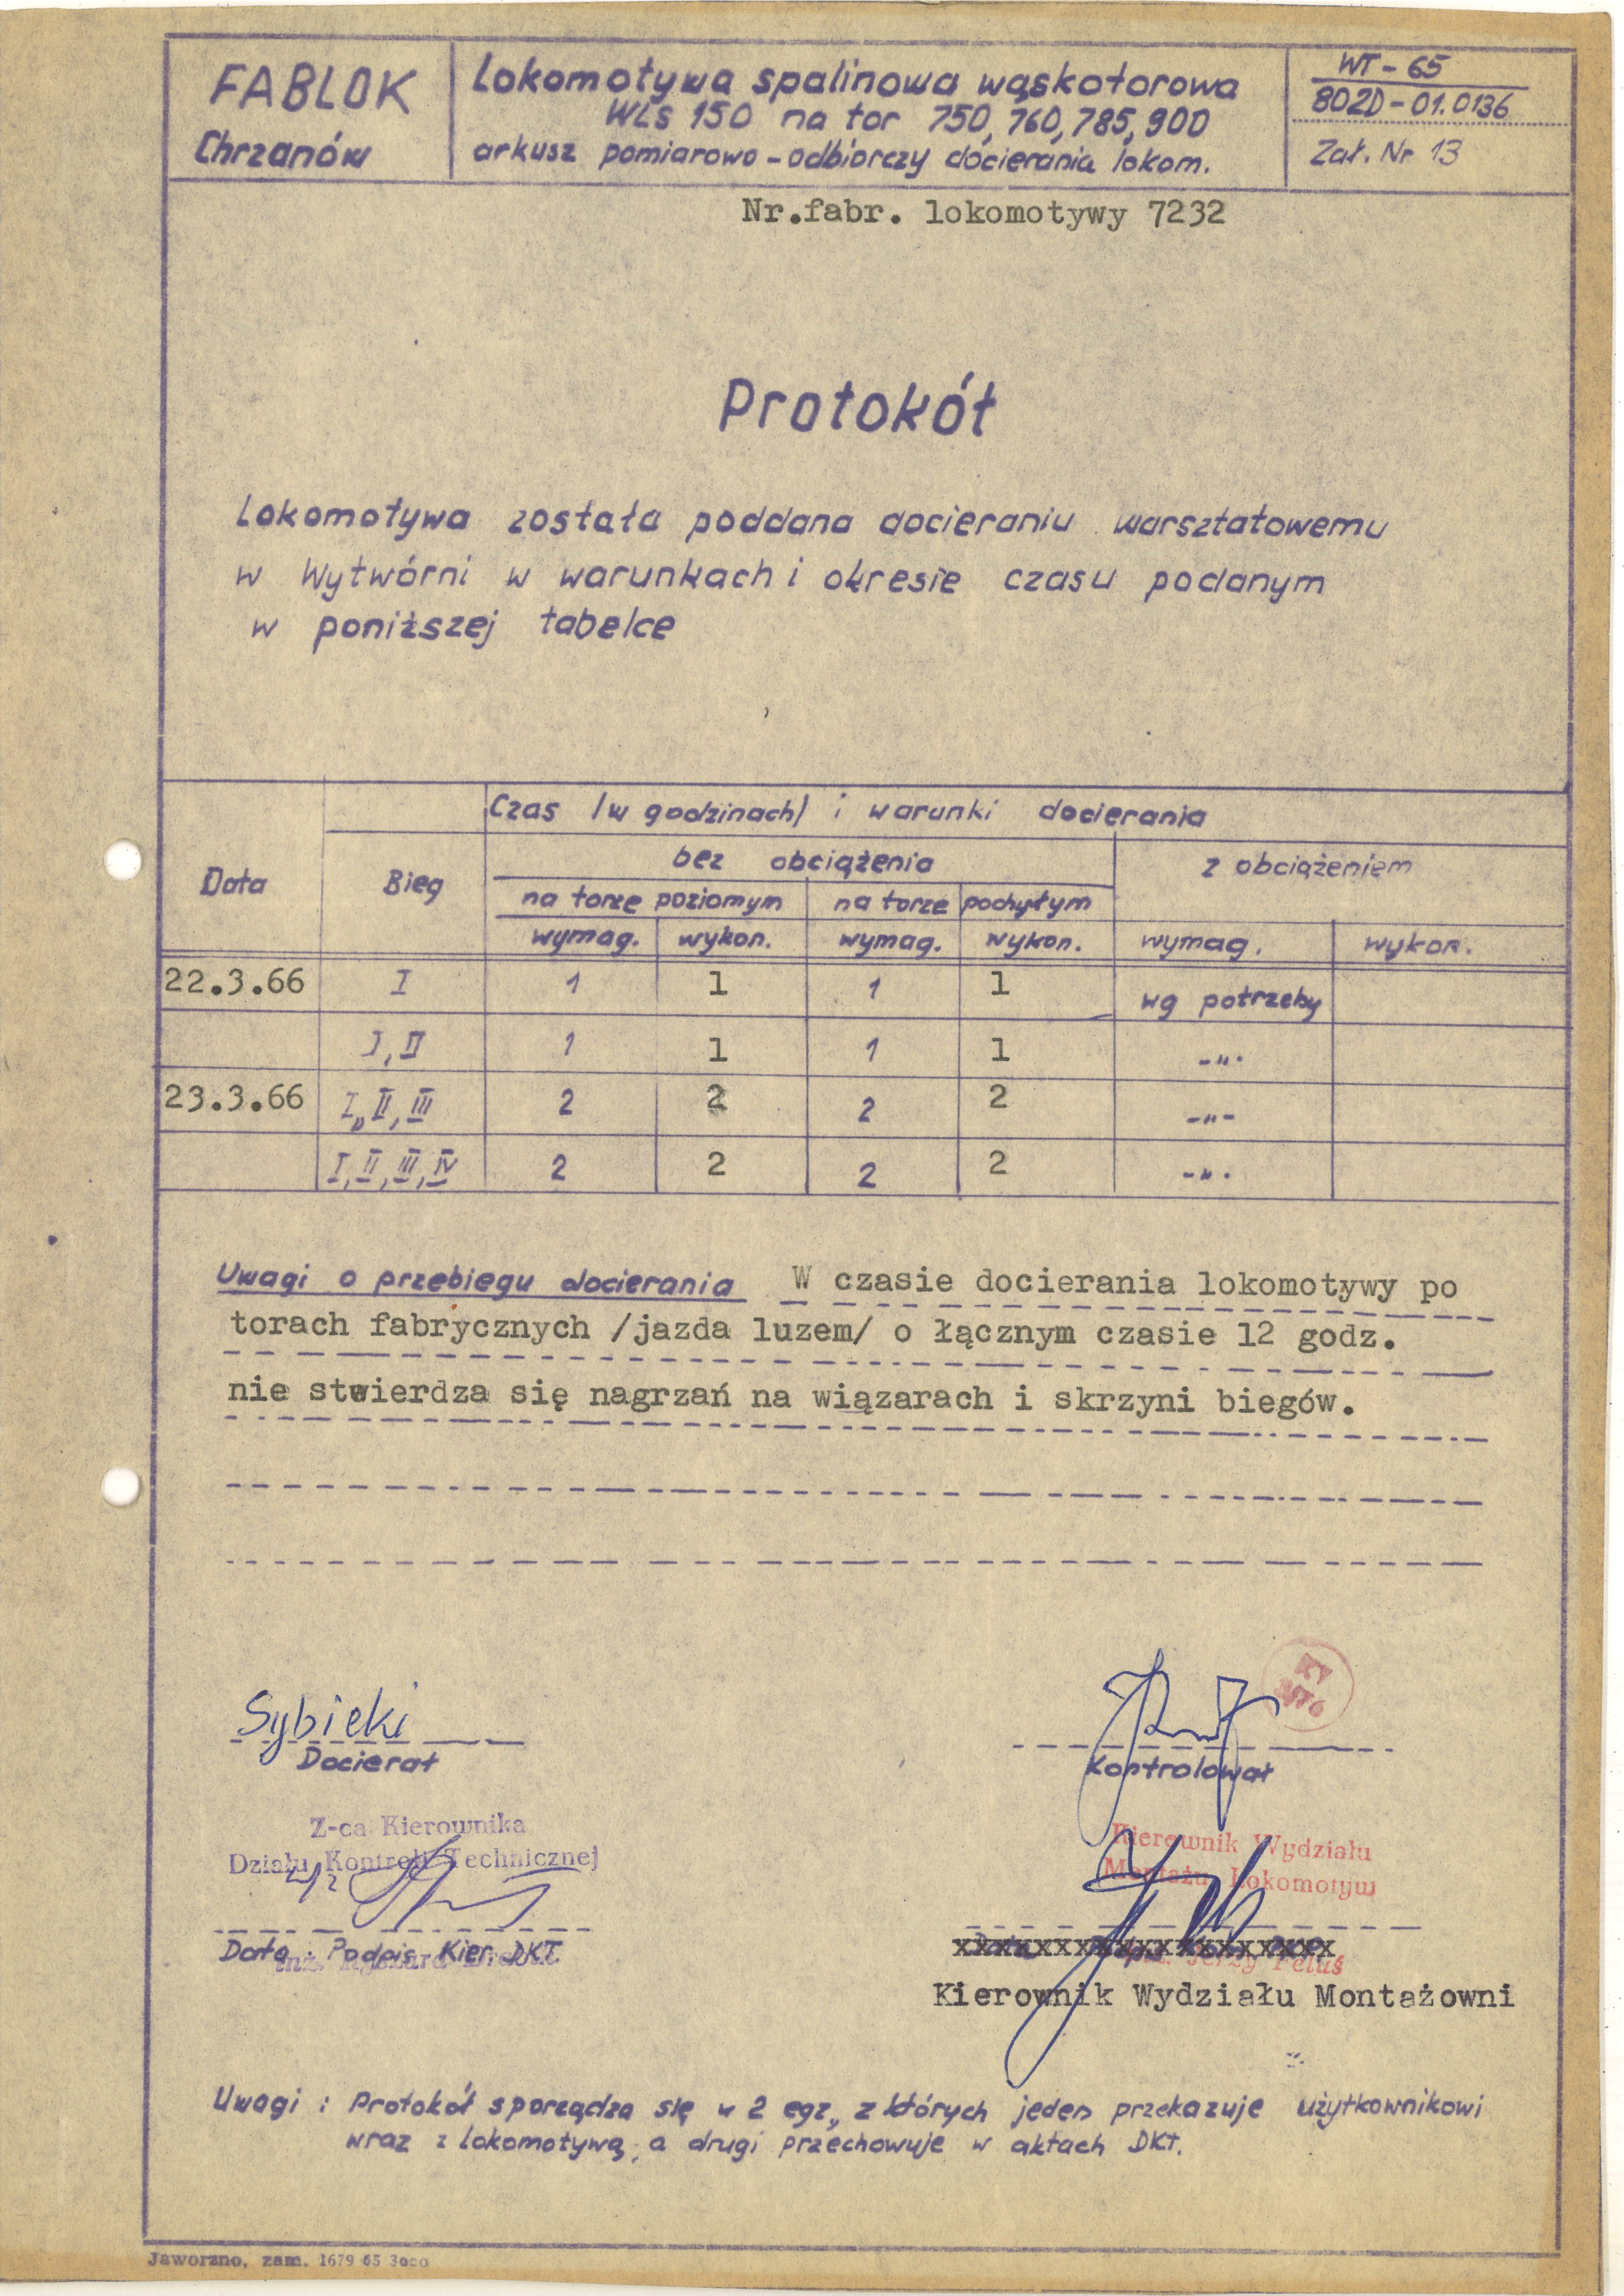 FABLOK
Chrzanów
Lokomotywa spalinowa wąskotorowa
WLs 150 na tor 750, 760, 785, 900
arkusz pomiarowo-odbiorczy docierania lokom.
WT-65
802D-01.0136
Zał. Nr 13
Nr.fabr. lokomotywy 7232
Protokół
Lokomotywa została poddana docieraniu warsztatowemu
w Wytwórni w warunkach i okresie czasu podanym
w poniższej tabelce
Czas /w godzinach/ i warunki docierania
Data Bieg bez obciążenia z obciążeniem
na torze poziomym na torze pochyłym
wymag. wykon. wymag. wykon. wymag. wykon.
22.3.66 I 1 1 1 1 wg potrzeby
I, II 1 1 1 1 -"-
23.3.66 I,, II, III 2 2 2 2 -"-
I, II, III, IV 2 2 2 2 -"-
Uwagi o przebiegu docierania W czasie docierania lokomotywy po
torach fabrycznych /jazda luzem/ o łącznym czasie 12 godz.
nie stwierdza się nagrzań na wiązarach i skrzyni biegów.
Sybicki
Docierał
Kontrolował
Z-ca Kierownika
Działu Kontroli Technicznej
Data Podpis Kier. DKT.
Kierownik Wydziału
Montażu Lokomotyw
xxxxxxxxxxxxxxxxxxxx
Jerzy Petuś
Kierownik Wydziału Montażowni
Uwagi: Protokół sporządza się w 2 egz., z których jeden przekazuje użytkownikowi
wraz z lokomotywą, a drugi przechowuje w aktach DKT.
Jaworzno, zam. 1679 65 3000